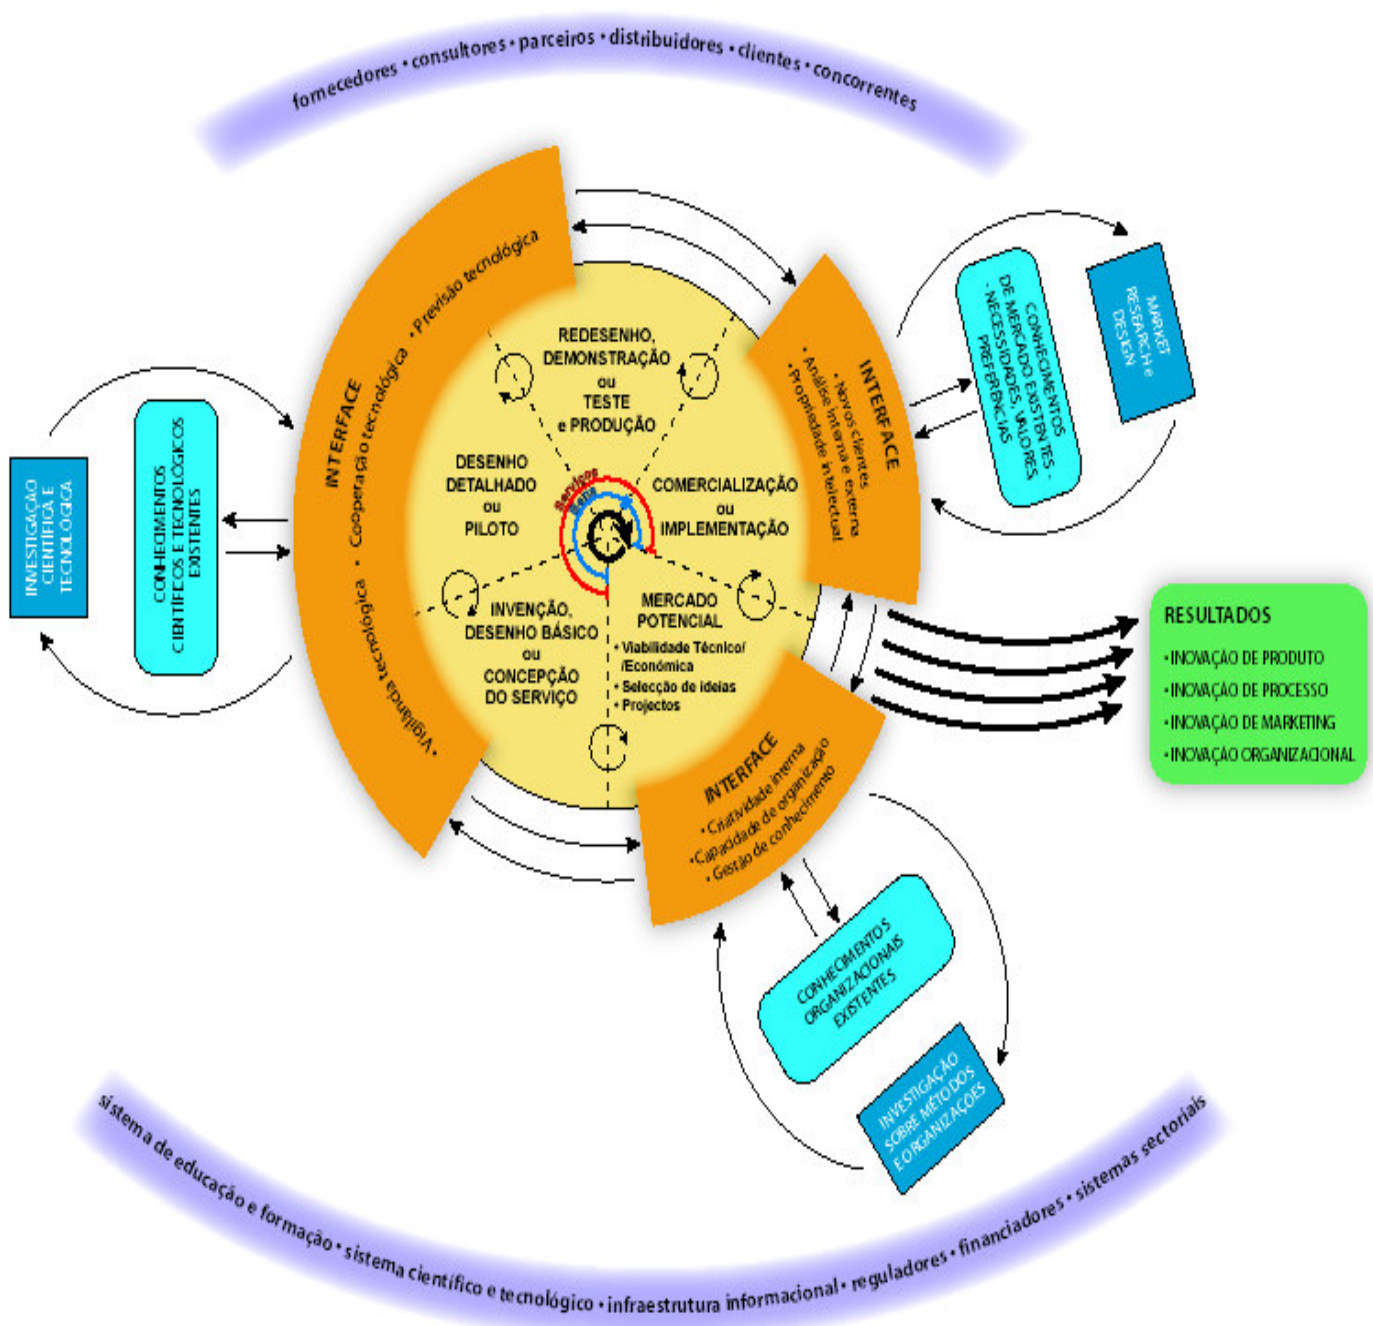 fornecedores • consultores • parceiros • distribuidores • clientes • concorrentes
INTERFACE
• Vigilância tecnológica • Cooperação tecnológica • Previsão tecnológica
INVESTIGAÇÃO
CIENTÍFICA E
TECNOLÓGICA
CONHECIMENTOS
CIENTÍFICOS E TECNOLÓGICOS
EXISTENTES
REDESENHO,
DEMONSTRAÇÃO
ou
TESTE
e PRODUÇÃO
DESENHO
DETALHADO
ou
PILOTO
Serviços
Bens
COMERCIALIZAÇÃO
ou
IMPLEMENTAÇÃO
INVENÇÃO,
DESENHO BÁSICO
ou
CONCEPÇÃO
DO SERVIÇO
MERCADO
POTENCIAL
• Viabilidade Técnico/
/Económica
• Selecção de ideias
• Projectos
INTERFACE
• Novos clientes
• Análise interna e externa
• Propriedade intelectual
CONHECIMENTOS
DE MERCADO EXISTENTES -
- NECESSIDADES, VALORES,
PREFERÊNCIAS
MARKET
RESEARCH e
DESIGN
INTERFACE
• Criatividade interna
• Capacidade de organização
• Gestão de conhecimento
CONHECIMENTOS
ORGANIZACIONAIS
EXISTENTES
INVESTIGAÇÃO
SOBRE MÉTODOS
E ORGANIZAÇÕES
RESULTADOS
• INOVAÇÃO DE PRODUTO
• INOVAÇÃO DE PROCESSO
• INOVAÇÃO DE MARKETING
• INOVAÇÃO ORGANIZACIONAL
sistema de educação e formação • sistema científico e tecnológico • infraestrutura informacional • reguladores • financiadores • sistemas sectoriais